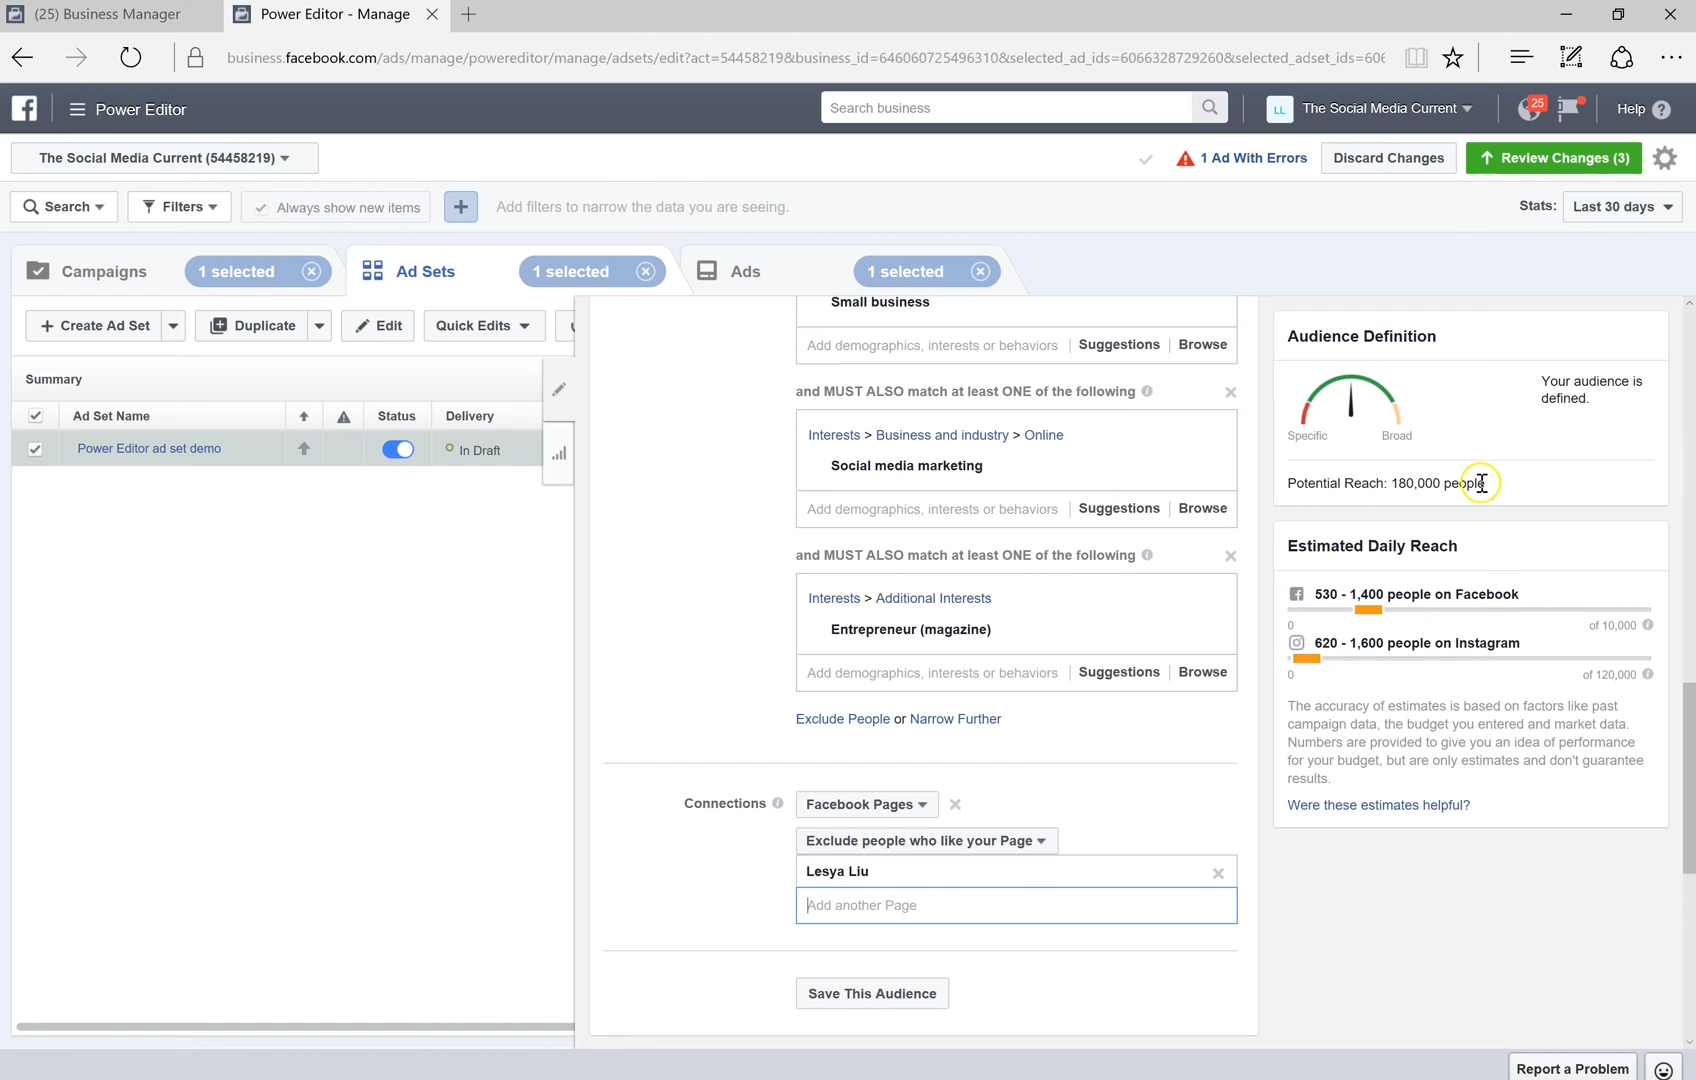 (25) Business Manager
Power Editor - Manage
business.facebook.com/ads/manage/powereditor/manage/adsets/edit?act=54458219&business_id=646060725496310&selected_ad_ids=6066328729260&selected_adset_ids=606
Power Editor
Search business
LL
The Social Media Current
25
Help
The Social Media Current (54458219)
1 Ad With Errors
Discard Changes
Review Changes (3)
Search
Filters
Always show new items
+
Add filters to narrow the data you are seeing.
Stats:
Last 30 days
Campaigns
1 selected
Ad Sets
1 selected
Ads
1 selected
+ Create Ad Set
Duplicate
Edit
Quick Edits
Summary
Ad Set Name
Status
Delivery
Power Editor ad set demo
In Draft
Small business
Add demographics, interests or behaviors
Suggestions
Browse
and MUST ALSO match at least ONE of the following
Interests > Business and industry > Online
Social media marketing
Add demographics, interests or behaviors
Suggestions
Browse
and MUST ALSO match at least ONE of the following
Interests > Additional Interests
Entrepreneur (magazine)
Add demographics, interests or behaviors
Suggestions
Browse
Exclude People or Narrow Further
Connections
Facebook Pages
Exclude people who like your Page
Lesya Liu
Add another Page
Save This Audience
Audience Definition
Your audience is
defined.
Specific
Broad
Potential Reach: 180,000 people
Estimated Daily Reach
530 - 1,400 people on Facebook
0
of 10,000
620 - 1,600 people on Instagram
0
of 120,000
The accuracy of estimates is based on factors like past
campaign data, the budget you entered and market data.
Numbers are provided to give you an idea of performance
for your budget, but are only estimates and don't guarantee
results.
Were these estimates helpful?
Report a Problem